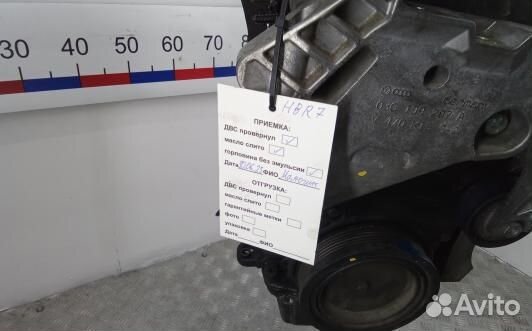 30 40 50 60 70 8
HBR7
ПРИЕМКА:
ДВС провернул
масло слито
горловина без эмульсии
Дата ФИО
ОТГРУЗКА:
ДВС провернул
масло слито
гарантийные метки
фото
упаковка
Дата ФИО
Avito